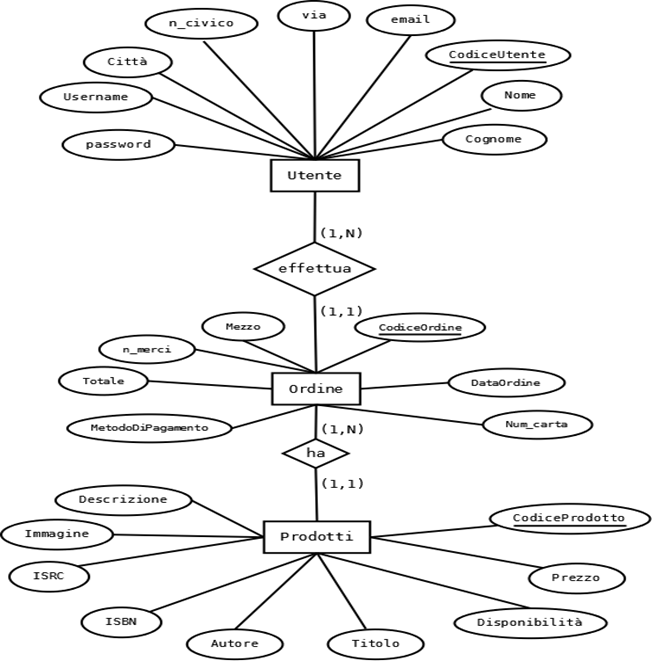 n_civico
via
email
Città
CodiceUtente
Username
Nome
password
Cognome
Utente
(1,N)
effettua
(1,1)
Mezzo
CodiceOrdine
n_merci
Totale
Ordine
DataOrdine
MetodoDiPagamento
(1,N)
Num_carta
ha
(1,1)
Descrizione
CodiceProdotto
Immagine
Prodotti
ISRC
Prezzo
ISBN
Disponibilità
Autore
Titolo